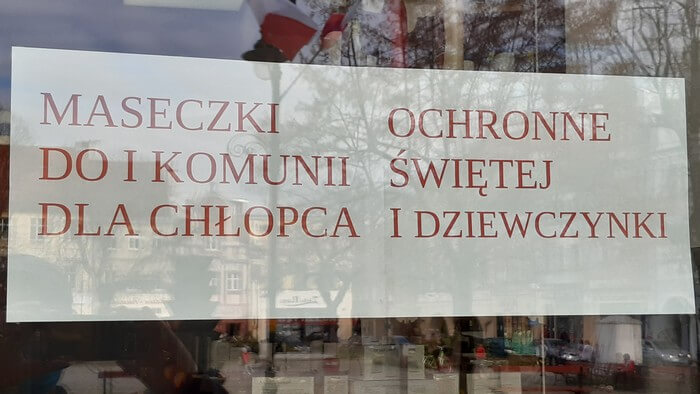 MASECZKI OCHRONNE
DO I KOMUNII ŚWIĘTEJ
DLA CHŁOPCA I DZIEWCZYNKI